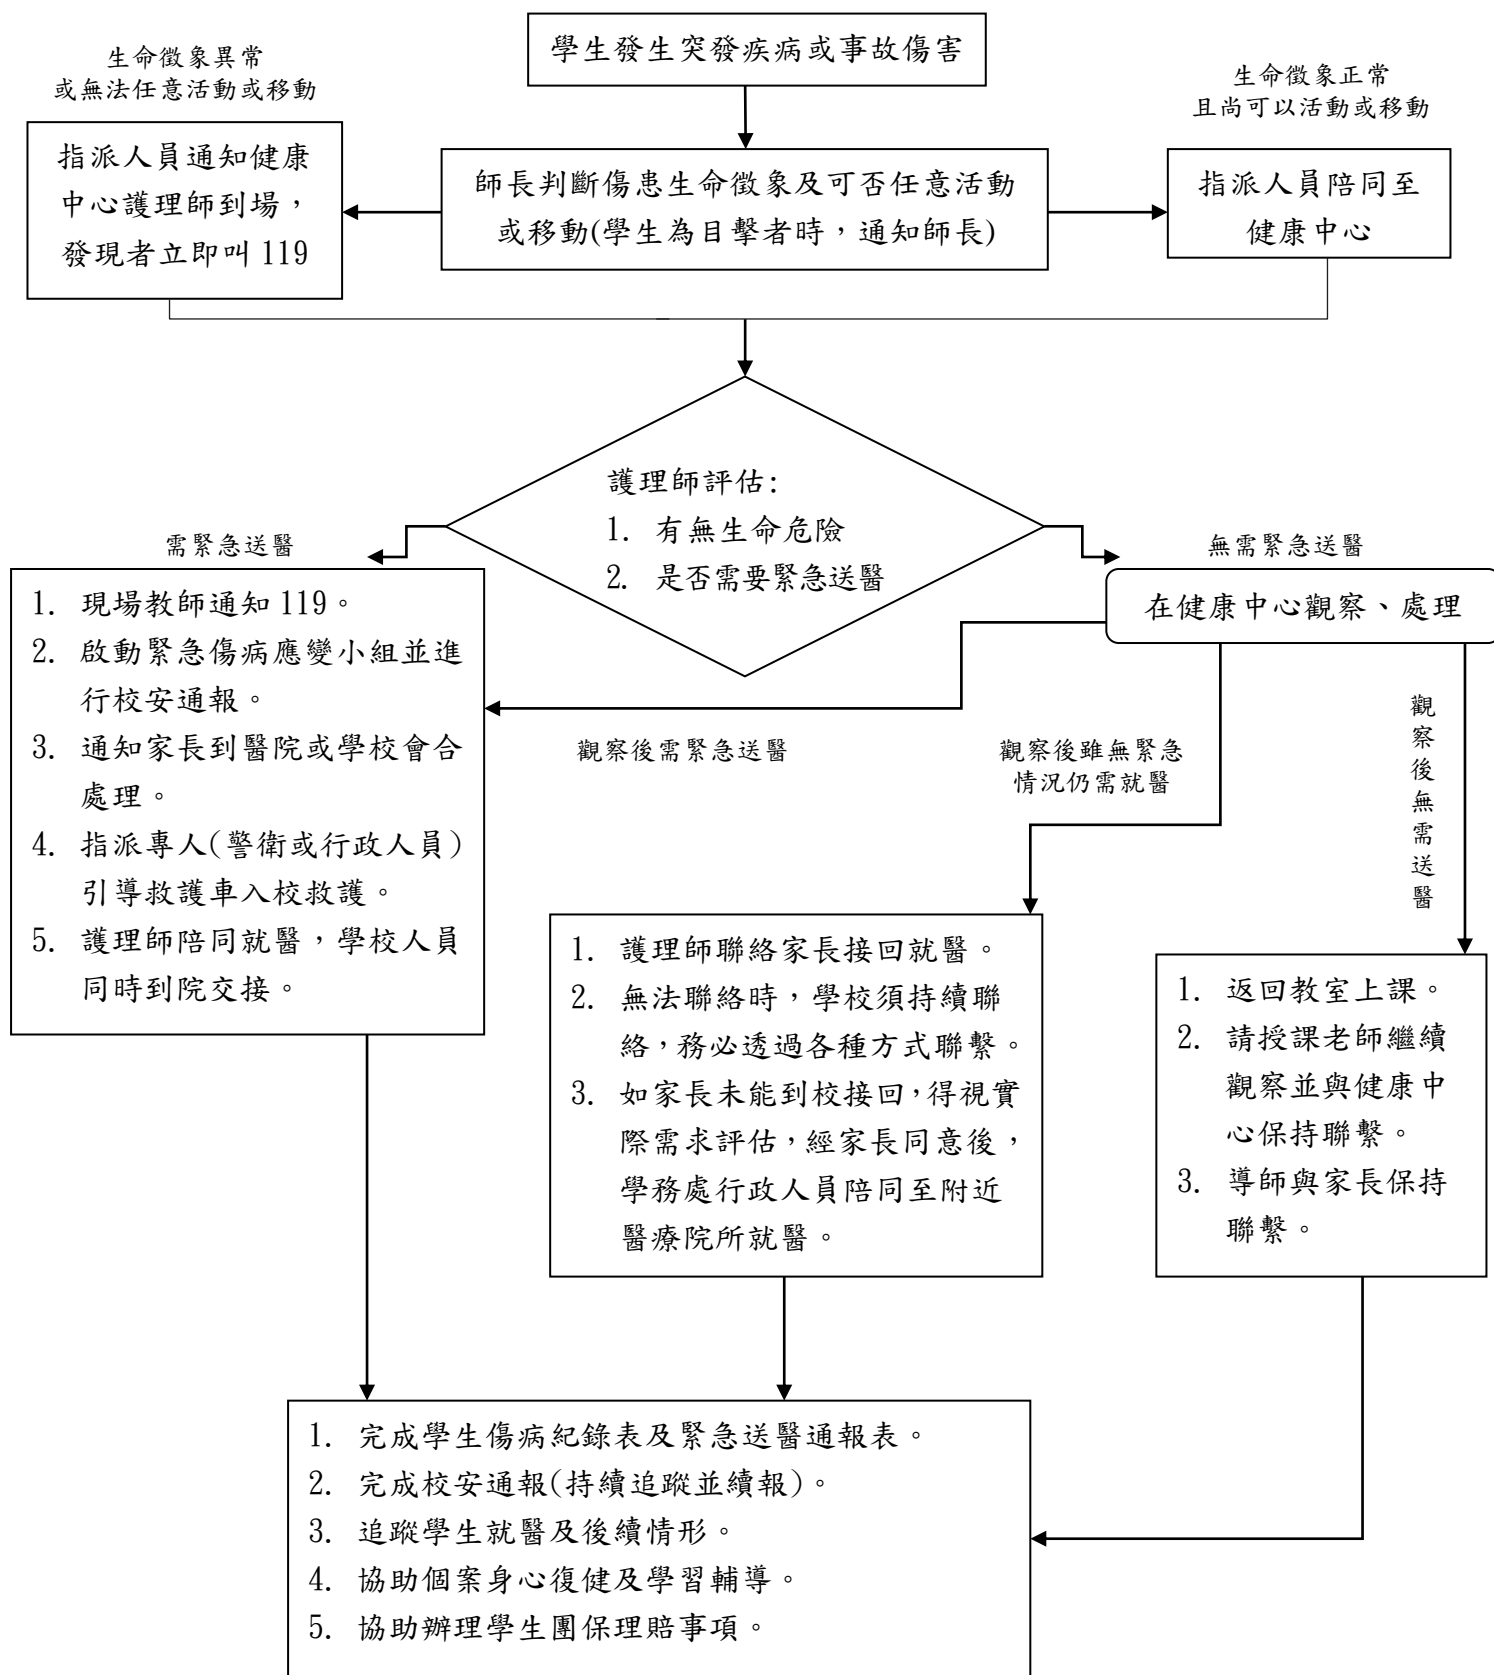 學生發生突發疾病或事故傷害
生命徵象異常
或無法任意活動或移動
生命徵象正常
且尚可以活動或移動
指派人員通知健康
中心護理師到場，
發現者立即叫 119
師長判斷傷患生命徵象及可否任意活動
或移動(學生為目擊者時，通知師長)
指派人員陪同至
健康中心
護理師評估:
1. 有無生命危險
2. 是否需要緊急送醫
需緊急送醫
無需緊急送醫
1. 現場教師通知 119。
2. 啟動緊急傷病應變小組並進
行校安通報。
3. 通知家長到醫院或學校會合
處理。
4. 指派專人(警衛或行政人員)
引導救護車入校救護。
5. 護理師陪同就醫，學校人員
同時到院交接。
在健康中心觀察、處理
觀察後需緊急送醫
觀察後雖無緊急
情況仍需就醫
觀察後無需送醫
1. 護理師聯絡家長接回就醫。
2. 無法聯絡時，學校須持續聯
絡，務必透過各種方式聯繫。
3. 如家長未能到校接回，得視實
際需求評估，經家長同意後，
學務處行政人員陪同至附近
醫療院所就醫。
1. 返回教室上課。
2. 請授課老師繼續
觀察並與健康中
心保持聯繫。
3. 導師與家長保持
聯繫。
1. 完成學生傷病紀錄表及緊急送醫通報表。
2. 完成校安通報(持續追蹤並續報)。
3. 追蹤學生就醫及後續情形。
4. 協助個案身心復健及學習輔導。
5. 協助辦理學生團保理賠事項。